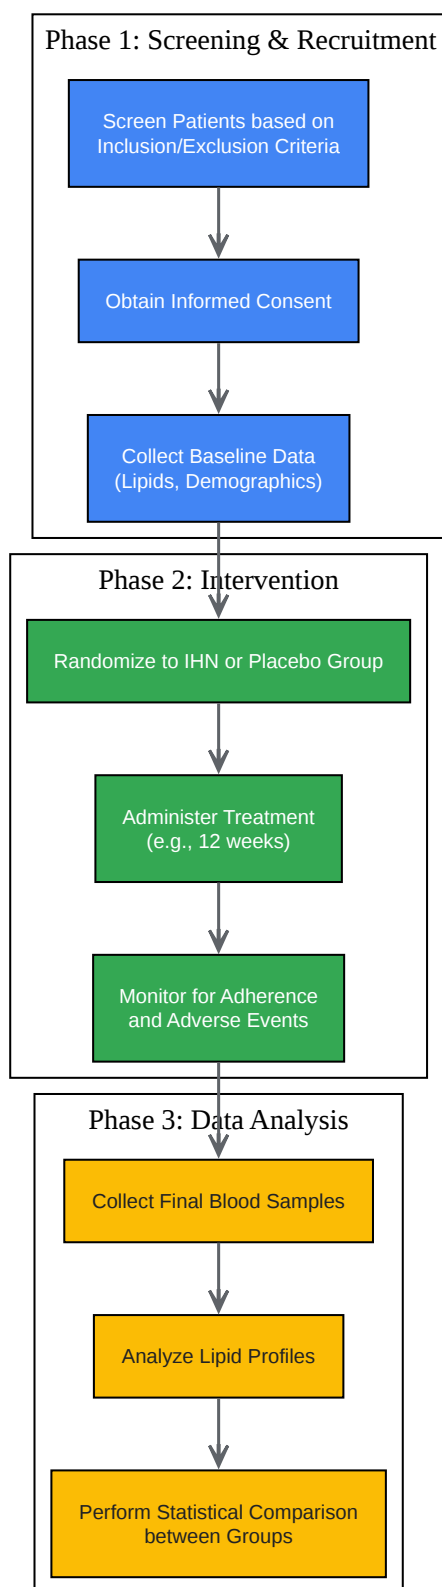 Phase 1: Screening & Recruitment
Screen Patients based on
Inclusion/Exclusion Criteria
Obtain Informed Consent
Collect Baseline Data
(Lipids, Demographics)
Phase 2: Intervention
Randomize to IHN or Placebo Group
Administer Treatment
(e.g., 12 weeks)
Monitor for Adherence
and Adverse Events
Phase 3: Data Analysis
Collect Final Blood Samples
Analyze Lipid Profiles
Perform Statistical Comparison
between Groups